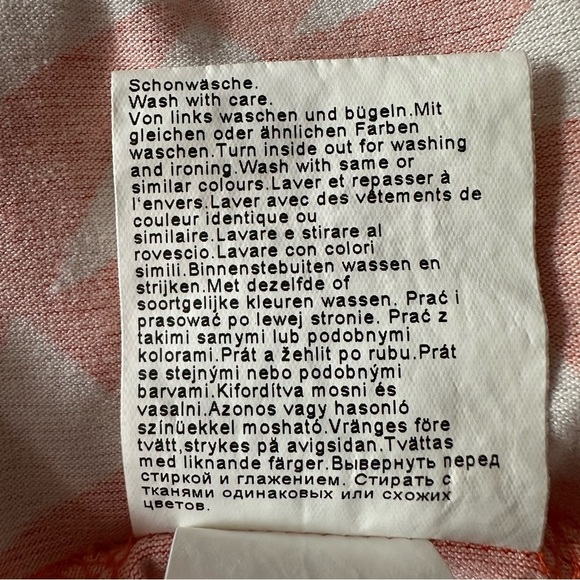 Schonwäsche.
Wash with care.
Von links waschen und bügeln.Mit
gleichen oder ähnlichen Farben
waschen.Turn inside out for washing
and ironing.Wash with same or
similar colours.Laver et repasser à
l'envers.Laver avec des vêtements de
couleur identique ou
similaire.Lavare e stirare al
rovescio.Lavare con colori
simili.Binnenstebuiten wassen en
strijken.Met dezelfde of
soortgelijke kleuren wassen. Prać i
prasować po lewej stronie. Prać z
takimi samymi lub podobnymi
kolorami.Prát a žehlit po rubu.Prát
se stejnými nebo podobnými
barvami.Kifordítva mosni és
vasalni.Azonos vagy hasonló
színüekkel mosható.Vränges före
tvätt,strykes på avigsidan.Tvättas
med liknande färger.Вывернуть перед
стиркой и глажением. Стирать с
тканями одинаковых или схожих
цветов.